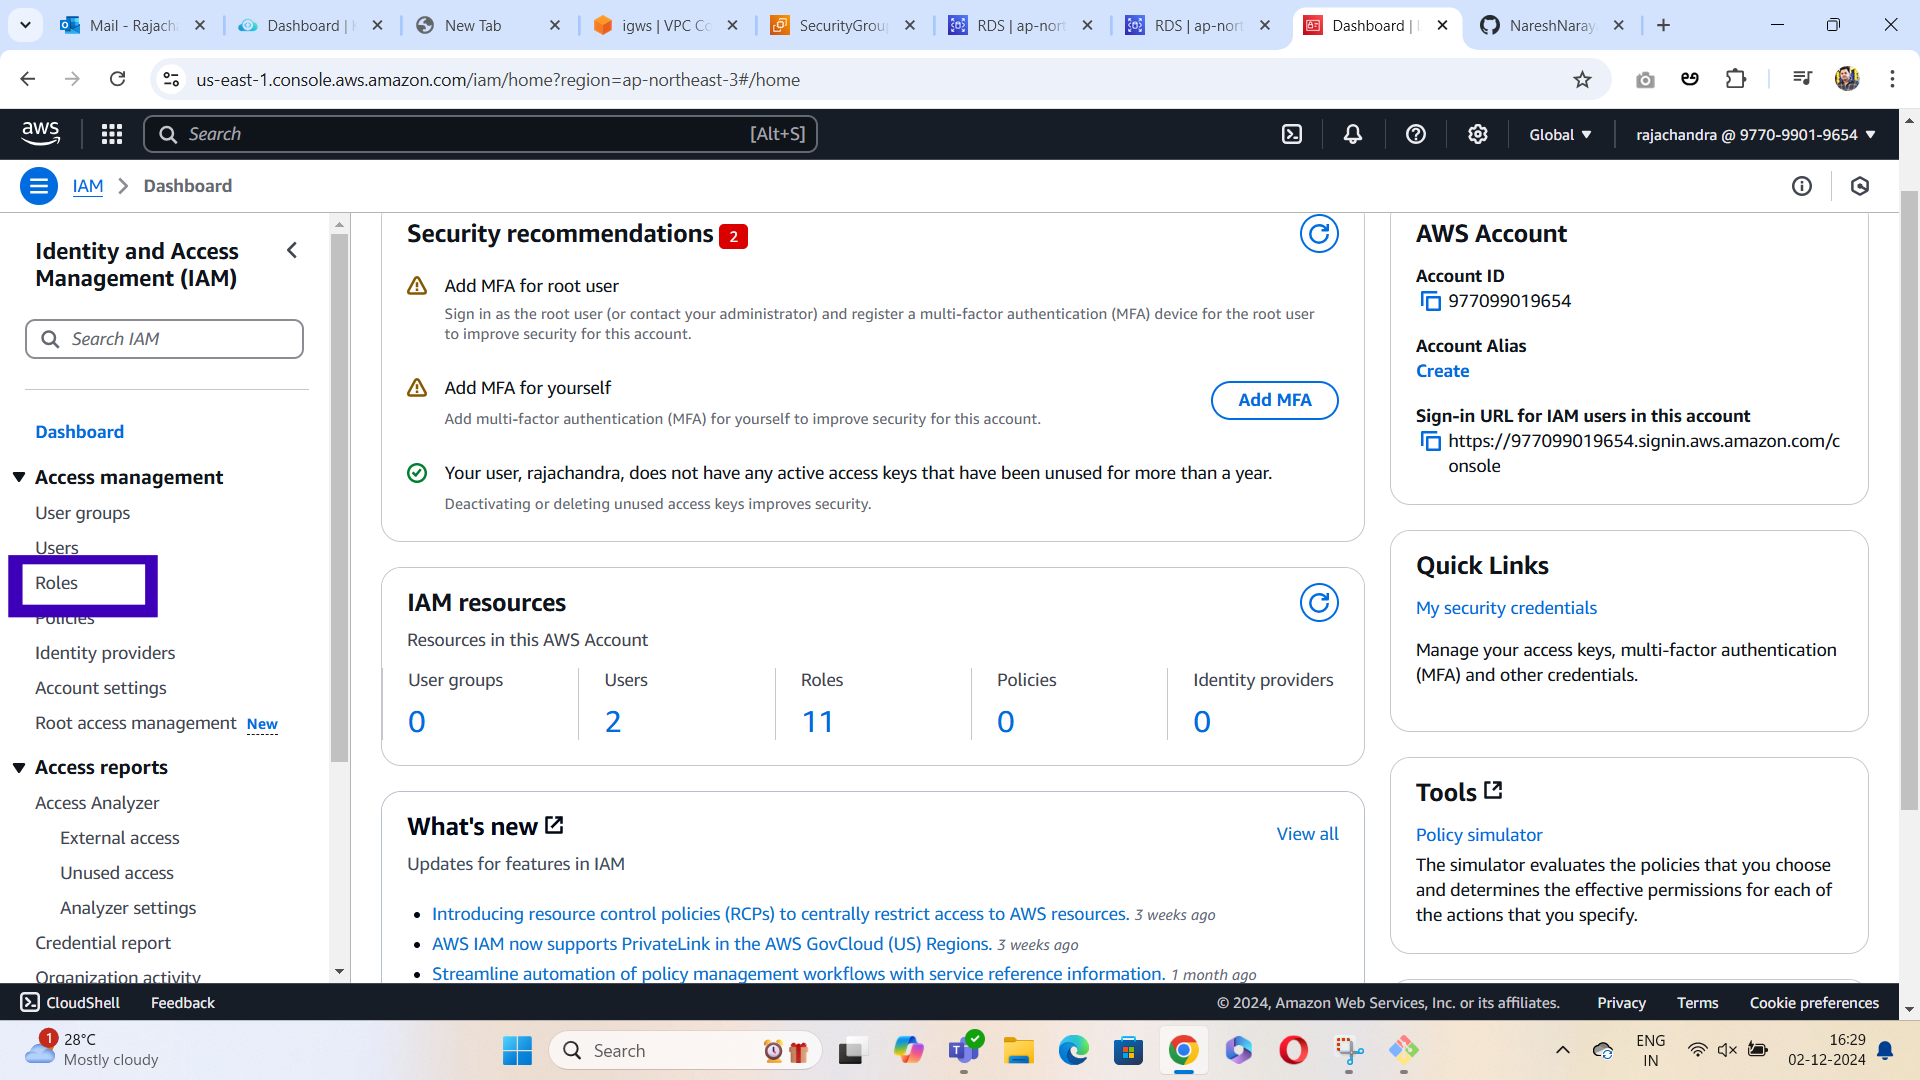 Mail - Rajacha
Dashboard |
New Tab
igws | VPC Co
SecurityGroup
RDS | ap-nort
RDS | ap-nort
Dashboard |
NareshNaraya
us-east-1.console.aws.amazon.com/iam/home?region=ap-northeast-3#/home
aws
Search
[Alt+S]
Global
rajachandra @ 9770-9901-9654
IAM
Dashboard
Identity and Access
Management (IAM)
Search IAM
Dashboard
Access management
User groups
Users
Roles
Policies
Identity providers
Account settings
Root access management New
Access reports
Access Analyzer
External access
Unused access
Analyzer settings
Credential report
Organization activity
Security recommendations 2
Add MFA for root user
Sign in as the root user (or contact your administrator) and register a multi-factor authentication (MFA) device for the root user
to improve security for this account.
Add MFA for yourself
Add multi-factor authentication (MFA) for yourself to improve security for this account.
Add MFA
Your user, rajachandra, does not have any active access keys that have been unused for more than a year.
Deactivating or deleting unused access keys improves security.
IAM resources
Resources in this AWS Account
User groups
Users
Roles
Policies
Identity providers
0
2
11
0
0
What's new
View all
Updates for features in IAM
Introducing resource control policies (RCPs) to centrally restrict access to AWS resources. 3 weeks ago
AWS IAM now supports PrivateLink in the AWS GovCloud (US) Regions. 3 weeks ago
Streamline automation of policy management workflows with service reference information. 1 month ago
AWS Account
Account ID
977099019654
Account Alias
Create
Sign-in URL for IAM users in this account
https://977099019654.signin.aws.amazon.com/c
onsole
Quick Links
My security credentials
Manage your access keys, multi-factor authentication
(MFA) and other credentials.
Tools
Policy simulator
The simulator evaluates the policies that you choose
and determines the effective permissions for each of
the actions that you specify.
CloudShell
Feedback
© 2024, Amazon Web Services, Inc. or its affiliates.
Privacy
Terms
Cookie preferences
1
28°C
Mostly cloudy
Search
ENG
IN
16:29
02-12-2024